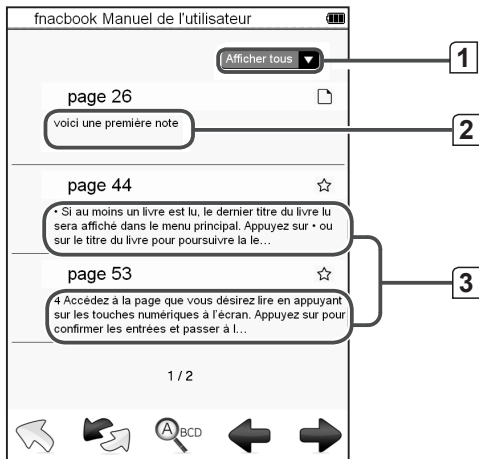 fnacbook Manuel de l'utilisateur
Afficher tous
1
page 26
voici une première note
2
page 44
• Si au moins un livre est lu, le dernier titre du livre lu
sera affiché dans le menu principal. Appuyez sur • ou
sur le titre du livre pour poursuivre la le…
page 53
4 Accédez à la page que vous désirez lire en appuyant
sur les touches numériques à l'écran. Appuyez sur pour
confirmer les entrées et passer à l…
3
1 / 2
A BCD